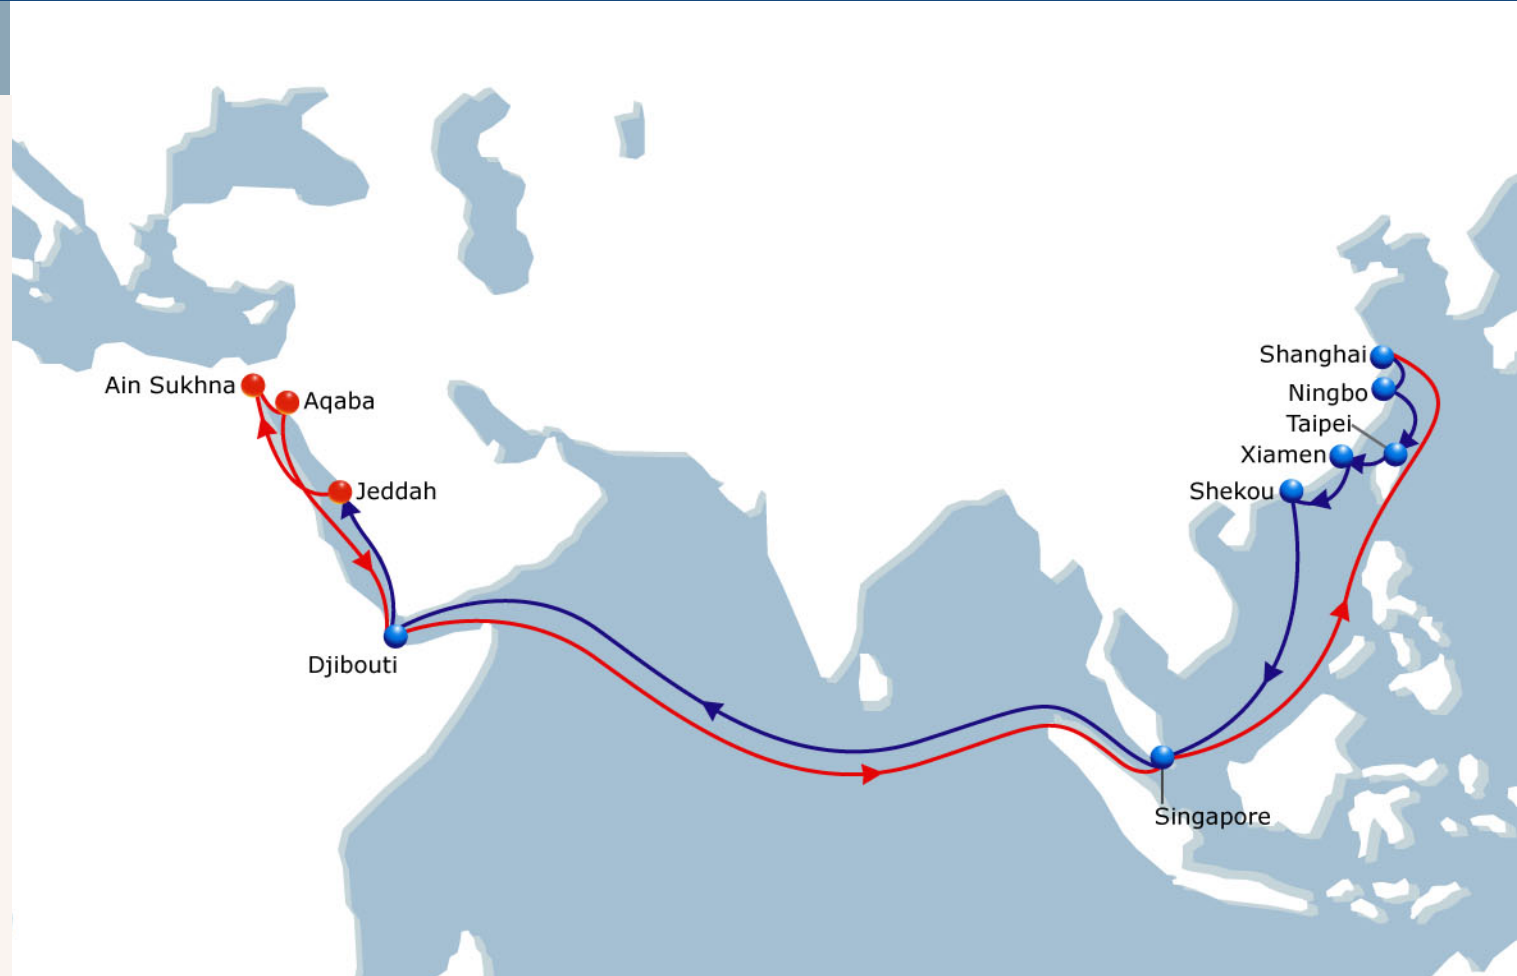 Shanghai
Ain Sukhna
Ningbo
Aqaba
Taipei
Xiamen
Jeddah
Shekou
Djibouti
Singapore